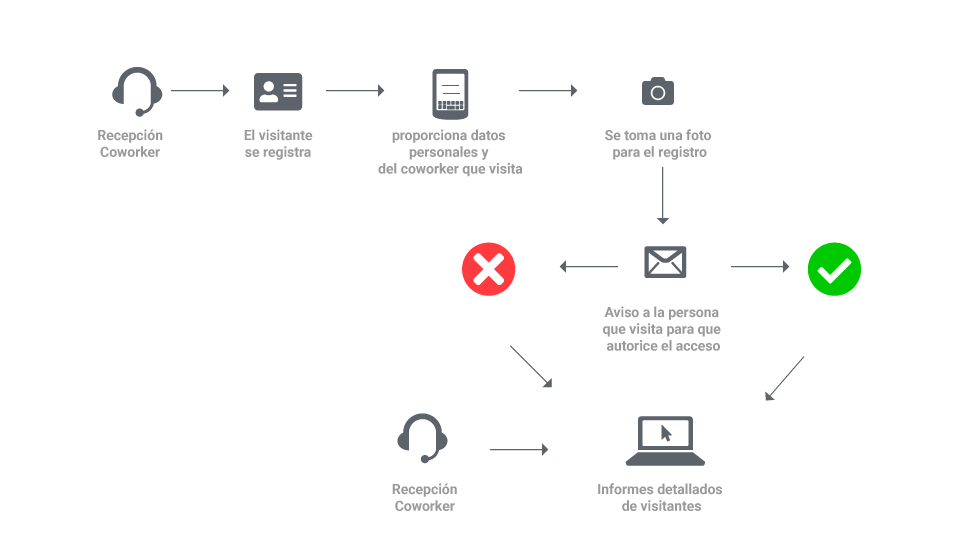 Recepción
Coworker
El visitante
se registra
proporciona datos
personales y
del coworker que visita
Se toma una foto
para el registro
Aviso a la persona
que visita para que
autorice el acceso
Recepción
Coworker
Informes detallados
de visitantes